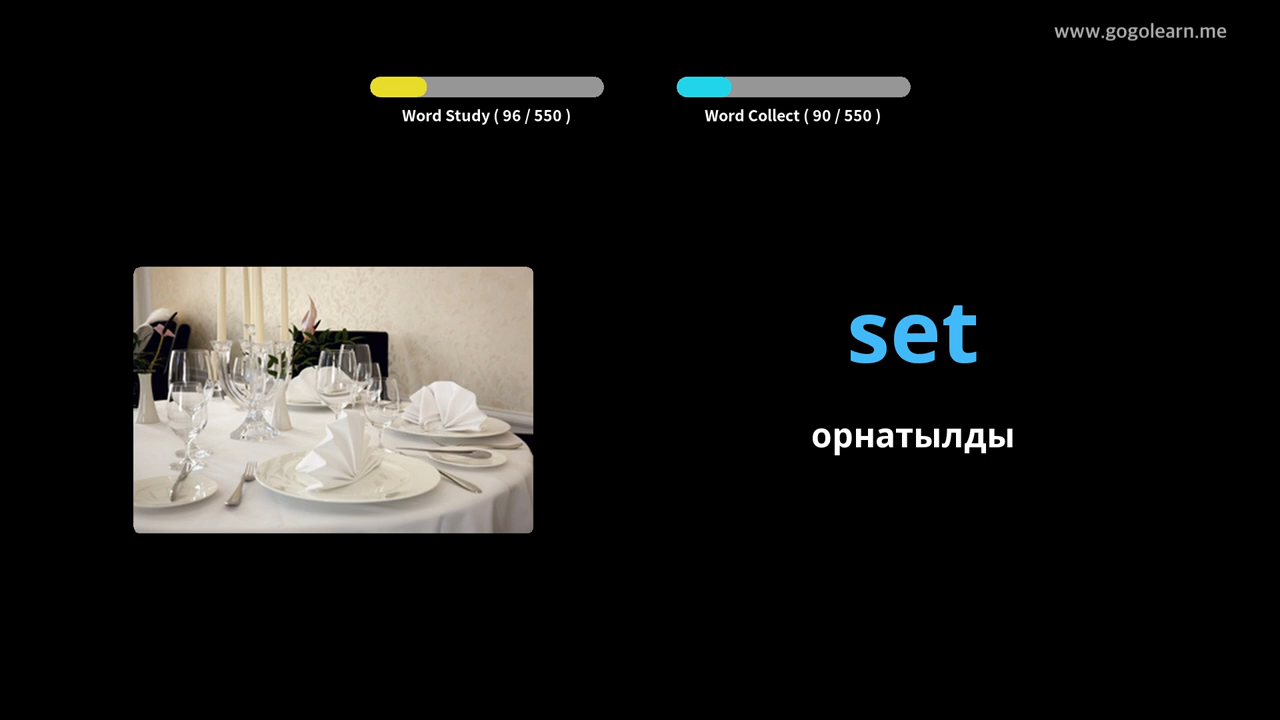 www.gogolearn.me
Word Study ( 96 / 550 )
Word Collect ( 90 / 550 )
set
орнатылды